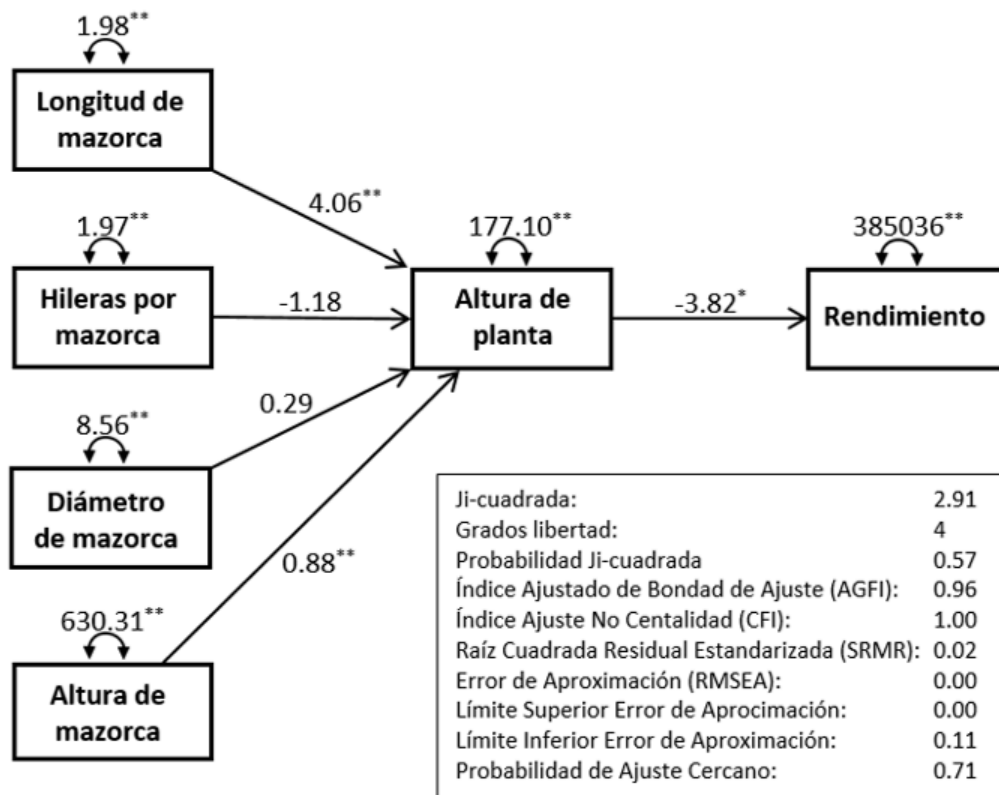 1.98**
Longitud de
mazorca
4.06**
1.97**
Hileras por
mazorca
-1.18
177.10**
Altura de
planta
-3.82*
385036**
Rendimiento
8.56**
Diámetro
de mazorca
0.29
630.31**
Altura de
mazorca
0.88**
Ji-cuadrada: 2.91
Grados libertad: 4
Probabilidad Ji-cuadrada 0.57
Índice Ajustado de Bondad de Ajuste (AGFI): 0.96
Índice Ajuste No Centalidad (CFI): 1.00
Raíz Cuadrada Residual Estandarizada (SRMR): 0.02
Error de Aproximación (RMSEA): 0.00
Límite Superior Error de Aprocimación: 0.00
Límite Inferior Error de Aproximación: 0.11
Probabilidad de Ajuste Cercano: 0.71